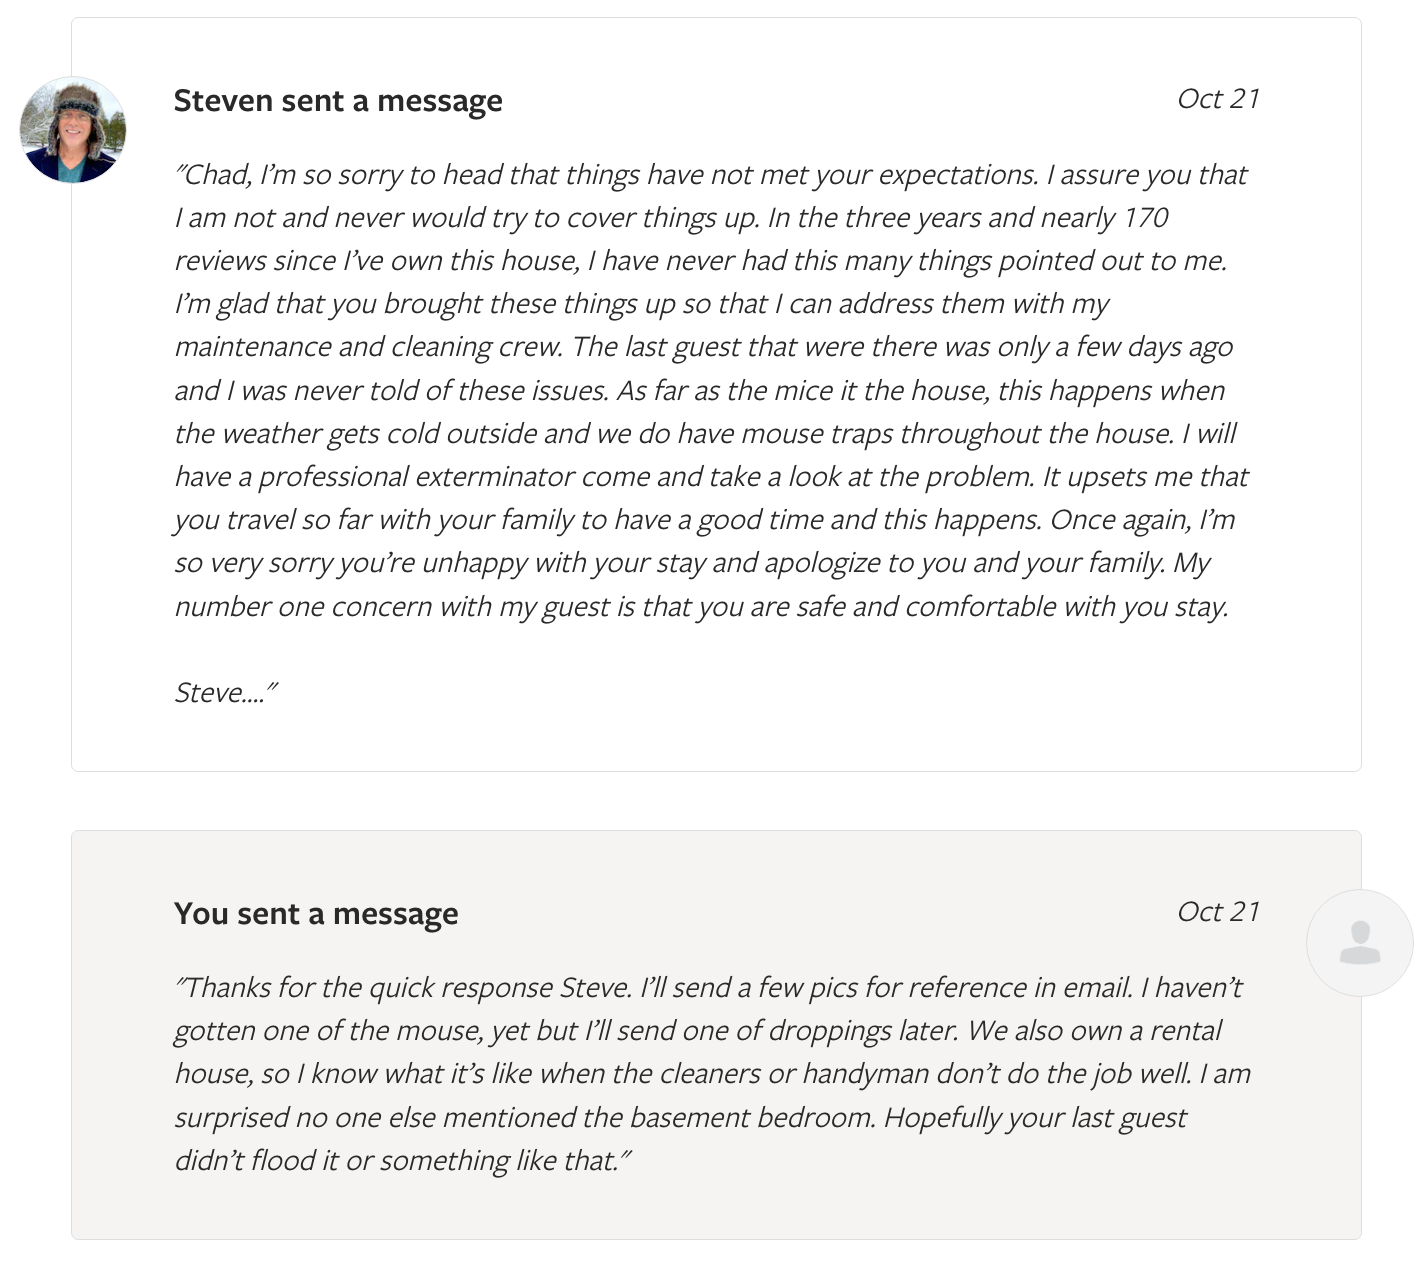 Steven sent a message
Oct 21
"Chad, I'm so sorry to head that things have not met your expectations. I assure you that
I am not and never would try to cover things up. In the three years and nearly 170
reviews since I've own this house, I have never had this many things pointed out to me.
I'm glad that you brought these things up so that I can address them with my
maintenance and cleaning crew. The last guest that were there was only a few days ago
and I was never told of these issues. As far as the mice it the house, this happens when
the weather gets cold outside and we do have mouse traps throughout the house. I will
have a professional exterminator come and take a look at the problem. It upsets me that
you travel so far with your family to have a good time and this happens. Once again, I'm
so very sorry you're unhappy with your stay and apologize to you and your family. My
number one concern with my guest is that you are safe and comfortable with you stay.
Steve...."
You sent a message
Oct 21
"Thanks for the quick response Steve. I'll send a few pics for reference in email. I haven't
gotten one of the mouse, yet but I'll send one of droppings later. We also own a rental
house, so I know what it's like when the cleaners or handyman don't do the job well. I am
surprised no one else mentioned the basement bedroom. Hopefully your last guest
didn't flood it or something like that."